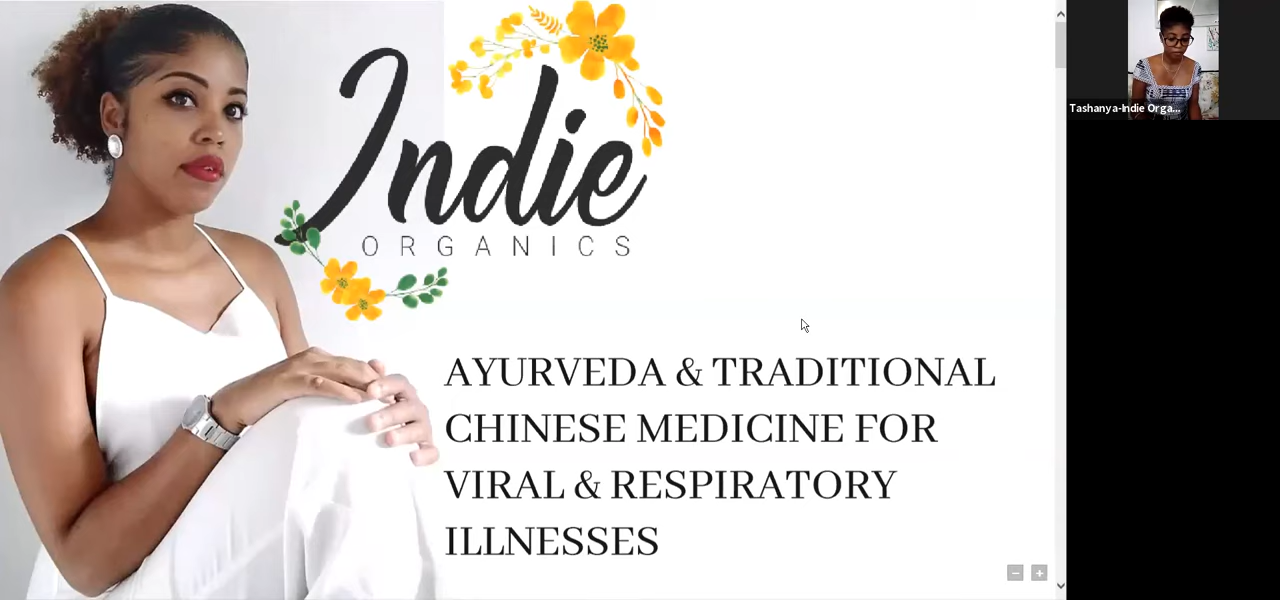 Indie
ORGANICS
AYURVEDA & TRADITIONAL
CHINESE MEDICINE FOR
VIRAL & RESPIRATORY
ILLNESSES
Tashanya-Indie Orga...